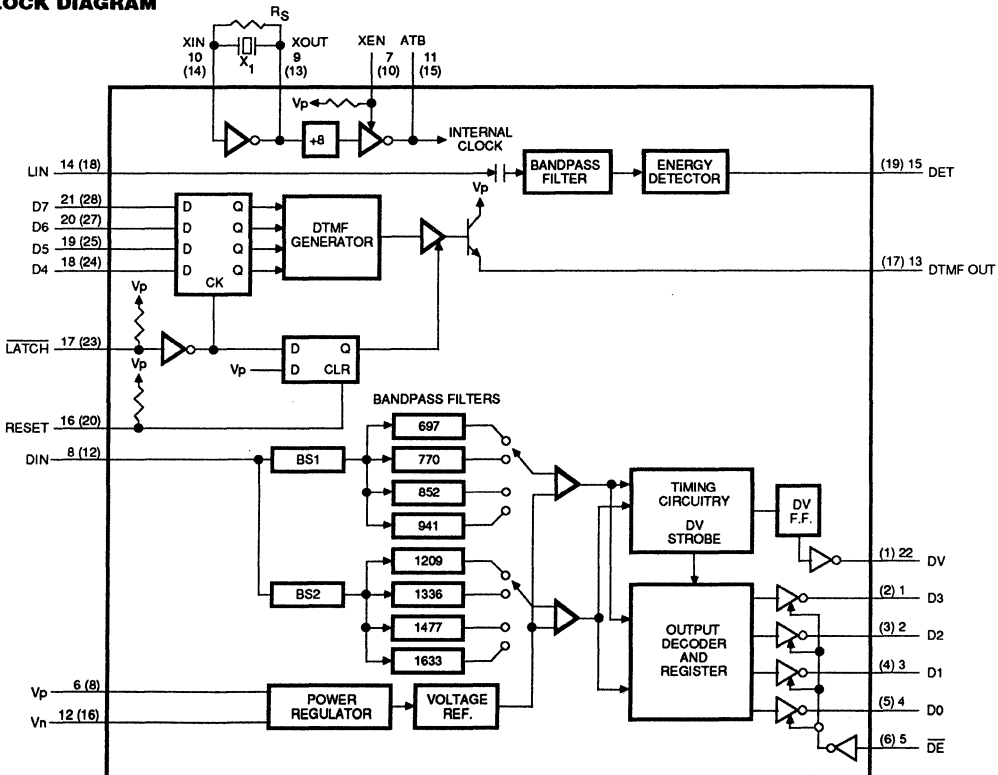 LOCK DIAGRAM
RS
XIN
X1
XOUT
XEN
ATB
10
9
7
11
(14)
(13)
(10)
(15)
Vp
+8
INTERNAL
CLOCK
LIN
14 (18)
BANDPASS
FILTER
ENERGY
DETECTOR
(19) 15
DET
Vp
D7
21 (28)
D
Q
D6
20 (27)
D
Q
D5
19 (25)
D
Q
D4
18 (24)
D
Q
CK
DTMF
GENERATOR
(17) 13
DTMF OUT
Vp
LATCH
17 (23)
D
Q
Vp
D
CLR
Vp
RESET
16 (20)
BANDPASS FILTERS
697
DIN
8 (12)
BS1
770
852
941
TIMING
CIRCUITRY
DV
STROBE
DV
F.F.
1209
(1) 22
DV
BS2
1336
(2) 1
D3
1477
OUTPUT
DECODER
AND
REGISTER
(3) 2
D2
1633
(4) 3
D1
Vp
6 (8)
POWER
REGULATOR
VOLTAGE
REF.
(5) 4
D0
Vn
12 (16)
(6) 5
DE